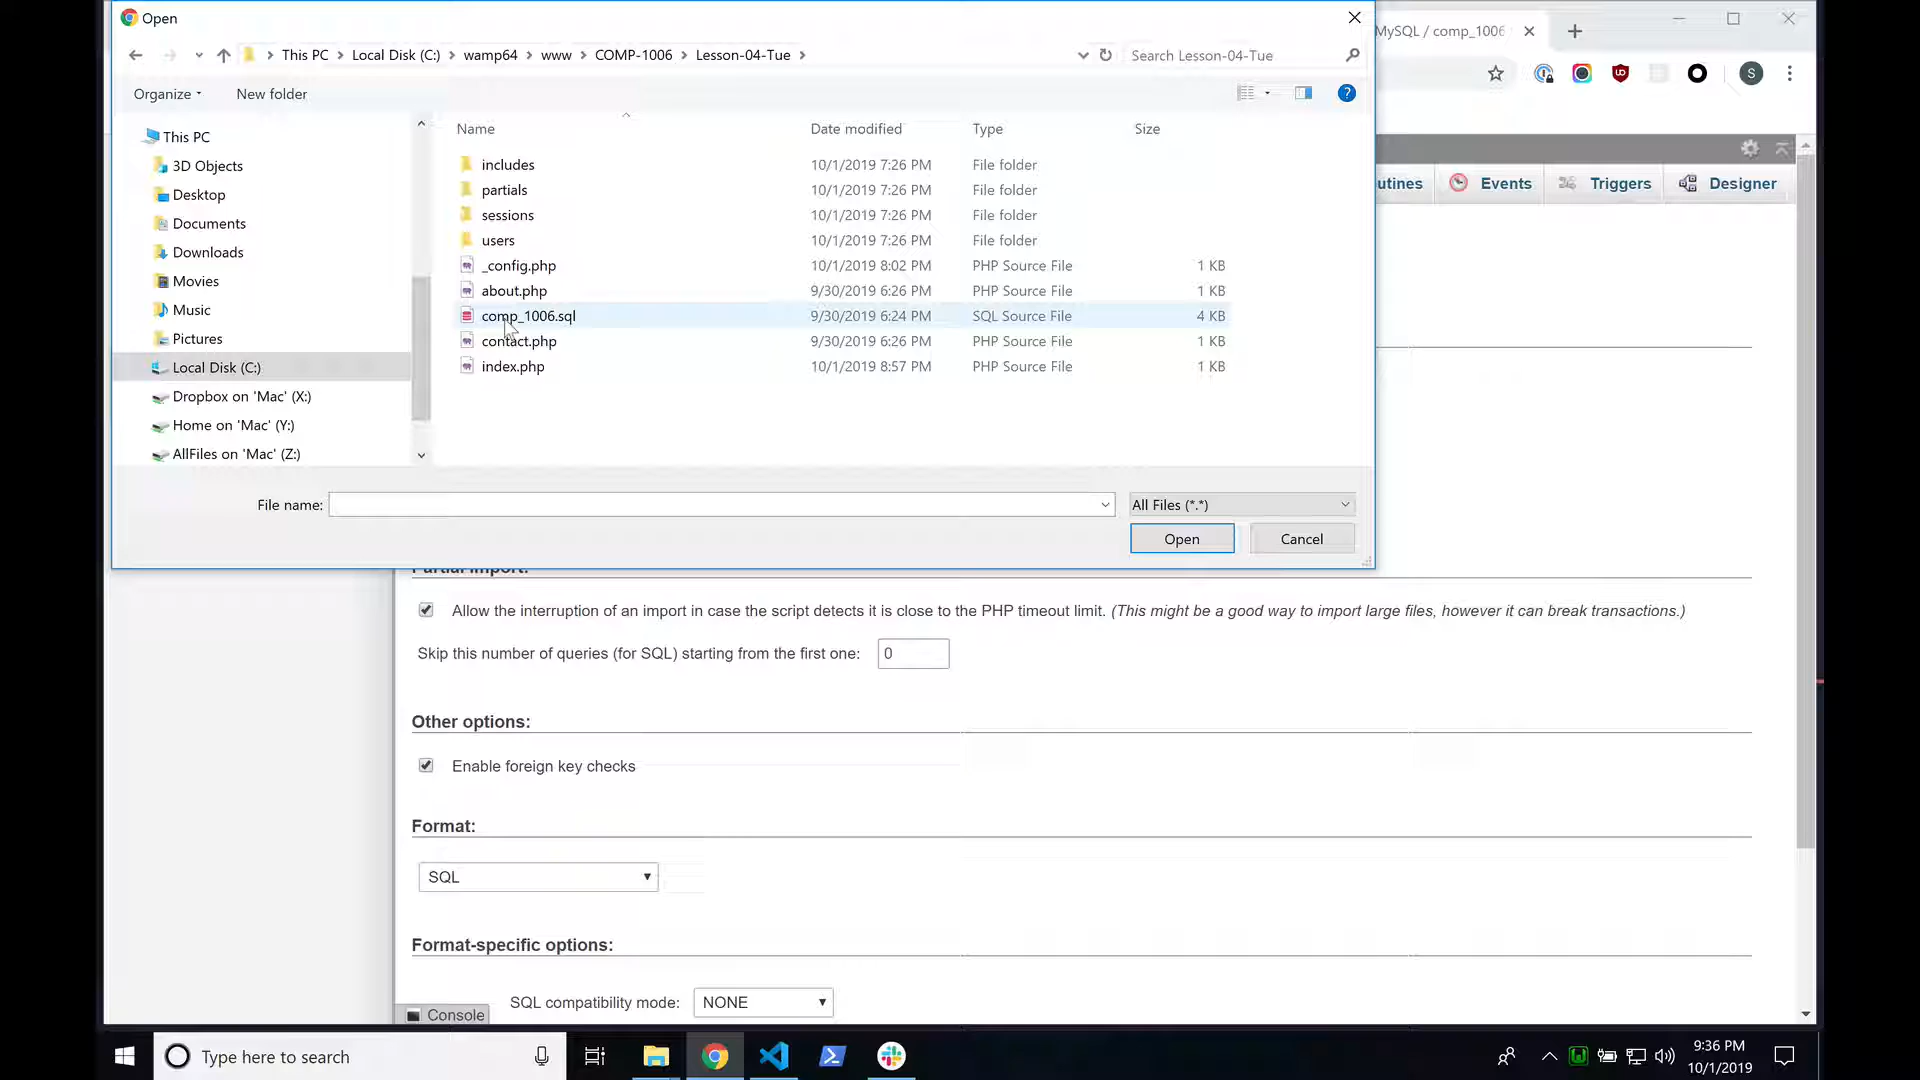 Open
MySQL / comp_1006
This PC
Local Disk (C:)
wamp64
www
COMP-1006
Lesson-04-Tue
Search Lesson-04-Tue
S
Organize
New folder
?
Name
Date modified
Type
Size
This PC
3D Objects
Desktop
Documents
Downloads
Movies
Music
Pictures
Local Disk (C:)
Dropbox on 'Mac' (X:)
Home on 'Mac' (Y:)
AllFiles on 'Mac' (Z:)
includes 10/1/2019 7:26 PM File folder
partials 10/1/2019 7:26 PM File folder
sessions 10/1/2019 7:26 PM File folder
users 10/1/2019 7:26 PM File folder
_config.php 10/1/2019 8:02 PM PHP Source File 1 KB
about.php 9/30/2019 6:26 PM PHP Source File 1 KB
comp_1006.sql 9/30/2019 6:24 PM SQL Source File 4 KB
contact.php 9/30/2019 6:26 PM PHP Source File 1 KB
index.php 10/1/2019 8:57 PM PHP Source File 1 KB
utines
Events
Triggers
Designer
File name:
All Files (*.*)
Open
Cancel
Partial import:
Allow the interruption of an import in case the script detects it is close to the PHP timeout limit. (This might be a good way to import large files, however it can break transactions.)
Skip this number of queries (for SQL) starting from the first one: 0
Other options:
Enable foreign key checks
Format:
SQL
Format-specific options:
SQL compatibility mode: NONE
Console
Type here to search
9:36 PM
10/1/2019